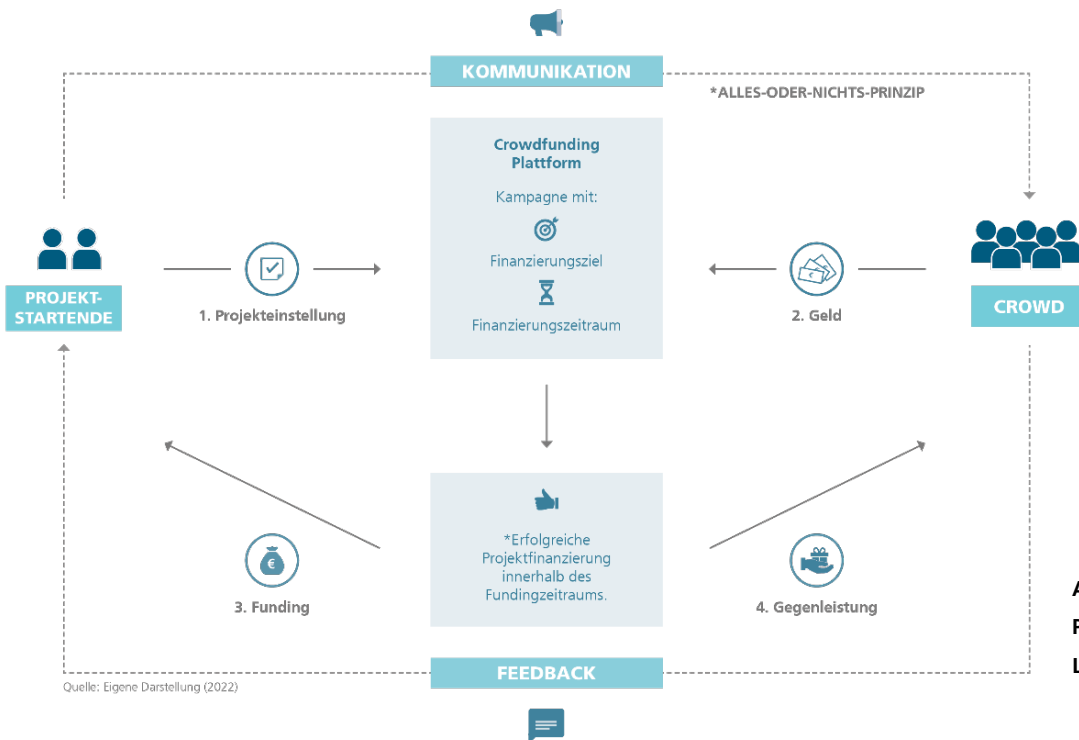 KOMMUNIKATION
*ALLES-ODER-NICHTS-PRINZIP
Crowdfunding
Plattform
Kampagne mit:
Finanzierungsziel
Finanzierungszeitraum
PROJEKT-
STARTENDE
1. Projekteinstellung
2. Geld
CROWD
*Erfolgreiche
Projektfinanzierung
innerhalb des
Fundingzeitraums.
3. Funding
4. Gegenleistung
FEEDBACK
Quelle: Eigene Darstellung (2022)